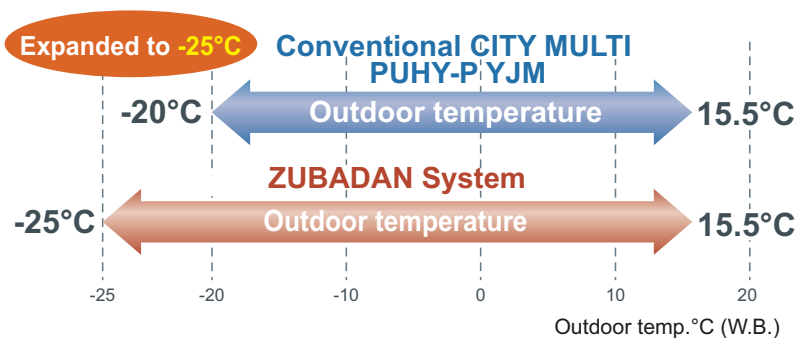 Expanded to -25°C
Conventional CITY MULTI
PUHY-P YJM
-20°C
Outdoor temperature
15.5°C
ZUBADAN System
-25°C
Outdoor temperature
15.5°C
-25 -20 -10 0 10 20
Outdoor temp.°C (W.B.)